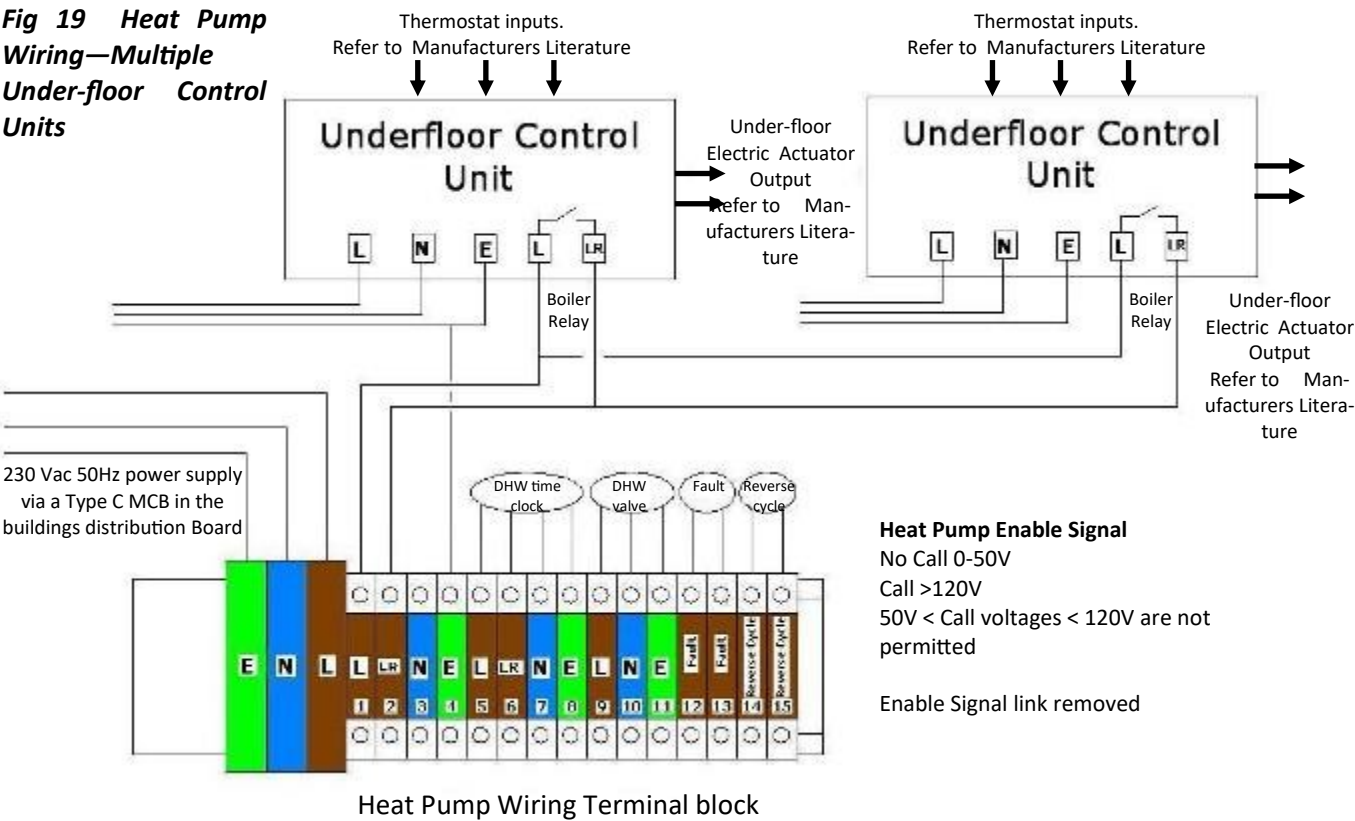 Fig 19 Heat Pump
Wiring—Multiple
Under-floor Control
Units
Thermostat inputs.
Refer to Manufacturers Literature
Thermostat inputs.
Refer to Manufacturers Literature
Underfloor Control
Unit
L N E L LR
Boiler
Relay
Under-floor
Electric Actuator
Output
Refer to Man-
ufacturers Litera-
ture
Underfloor Control
Unit
L N E L LR
Boiler
Relay
Under-floor
Electric Actuator
Output
Refer to Man-
ufacturers Litera-
ture
230 Vac 50Hz power supply
via a Type C MCB in the
buildings distribution Board
DHW time
clock
DHW
valve
Fault
Reverse
cycle
E N L L LR N E L LR N E L N E Fault Fault Reverse Cycle Reverse Cycle
1 2 3 4 5 6 7 8 9 10 11 12 13 14 15
Heat Pump Enable Signal
No Call 0-50V
Call >120V
50V < Call voltages < 120V are not
permitted
Enable Signal link removed
Heat Pump Wiring Terminal block